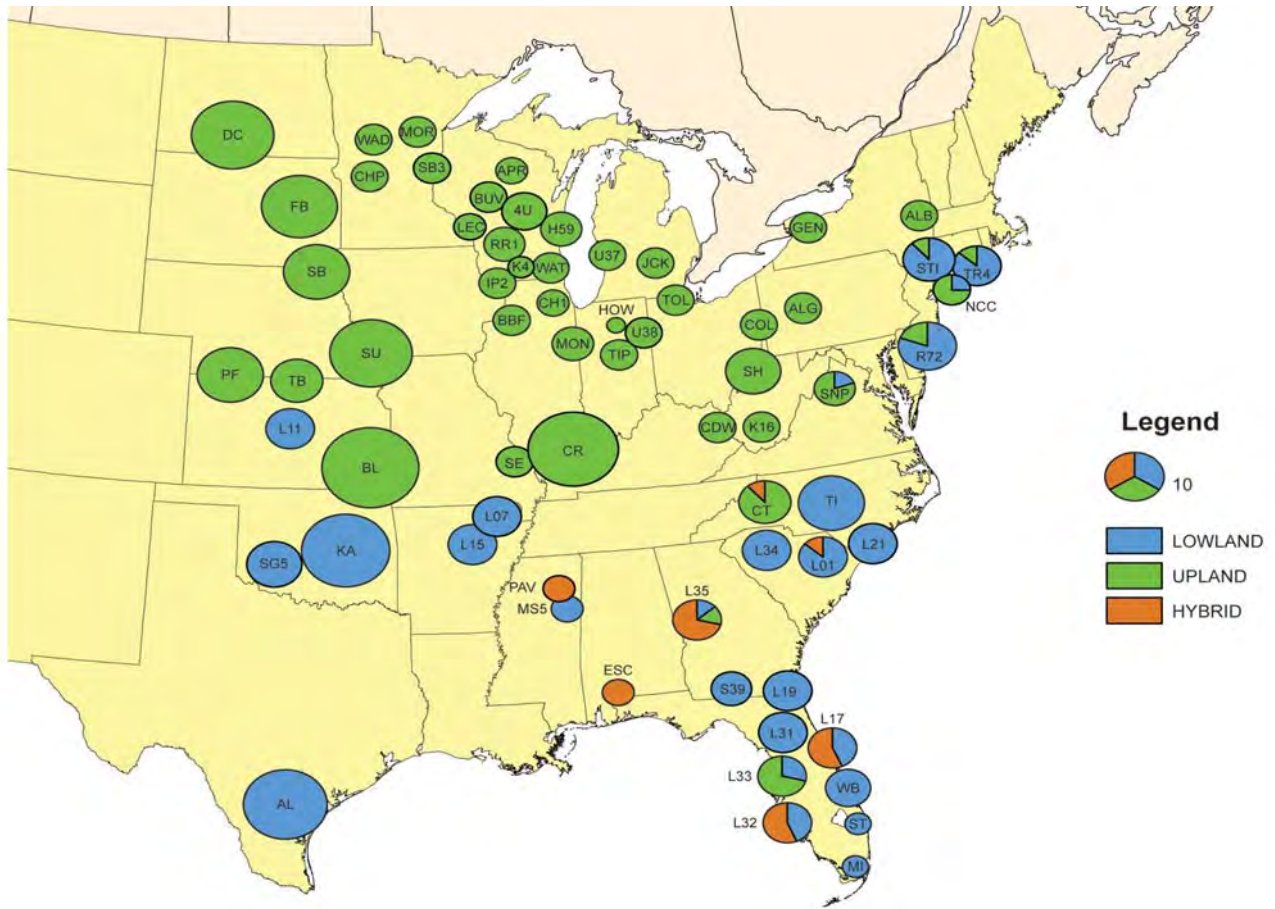 DC
WAD
MOR
CHP
SB3
APR
FB
BUV
4U
LEC
H59
RR1
GEN
ALB
SB
K4
WAT
U37
JCK
STI
TR4
IP2
NCC
CH1
TOL
HOW
ALG
BBF
COL
U38
MON
TIP
R72
SU
PF
TB
SH
SNP
L11
CDW
K16
CR
SE
BL
Legend
10
CT
TI
L07
L15
LOWLAND
L34
L01
L21
KA
SG5
UPLAND
PAV
MS5
L35
HYBRID
ESC
S39
L19
L17
L31
L33
WB
AL
L32
ST
MI